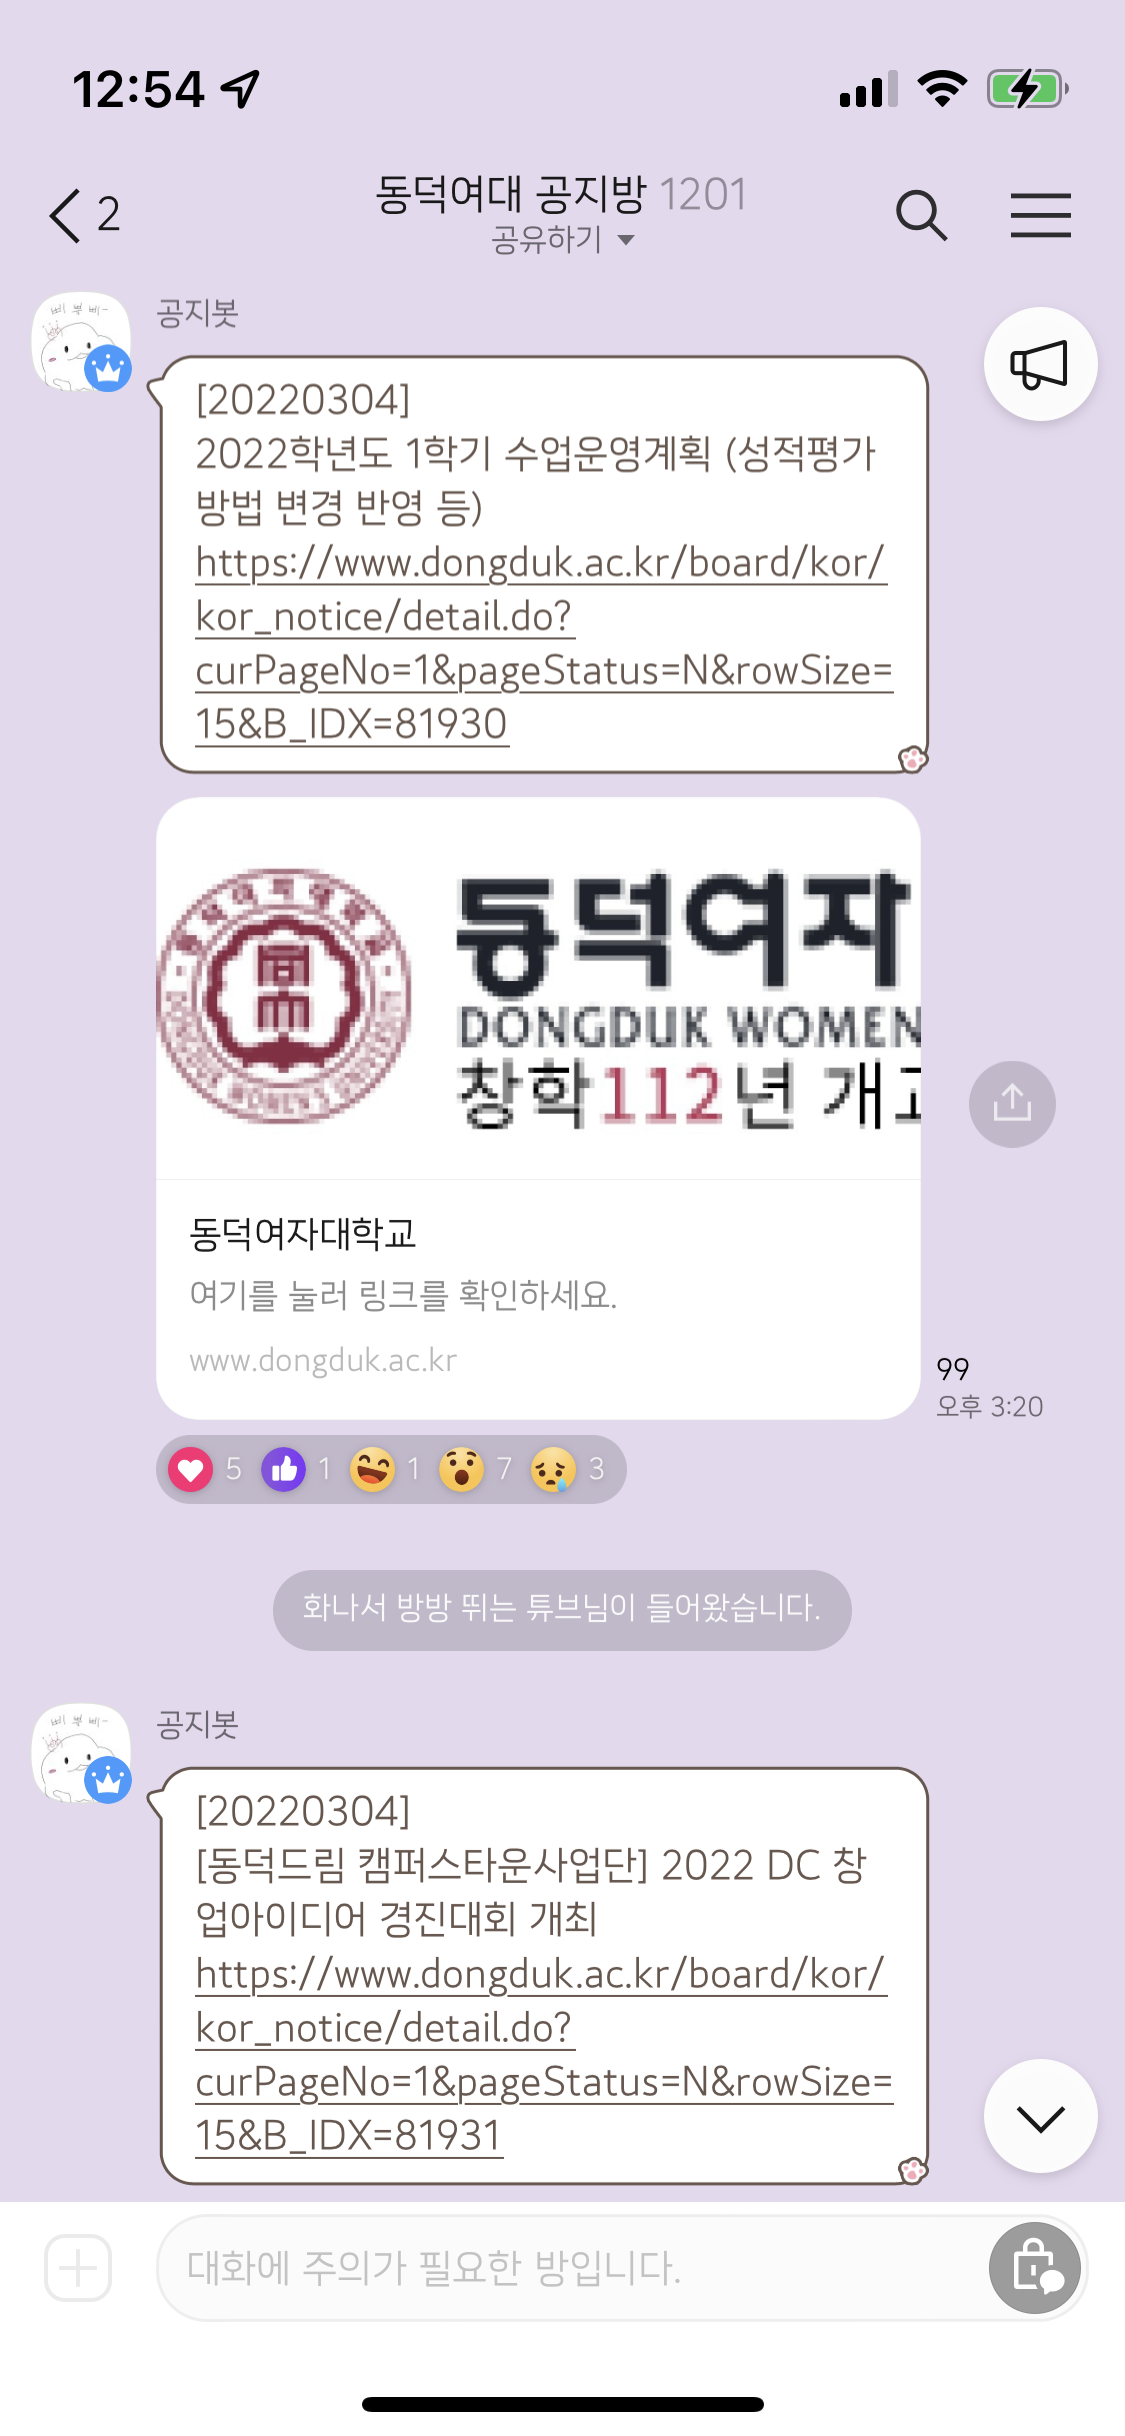 12:54
2
동덕여대 공지방 1201
공유하기
공지봇
[20220304]
2022학년도 1학기 수업운영계획 (성적평가
방법 변경 반영 등)
https://www.dongduk.ac.kr/board/kor/
kor_notice/detail.do?
curPageNo=1&pageStatus=N&rowSize=
15&B_IDX=81930
동덕여자
DONGDUK WOMEN
창학112년 개교
동덕여자대학교
여기를 눌러 링크를 확인하세요.
www.dongduk.ac.kr
99
오후 3:20
5 1 1 7 3
화나서 방방 뛰는 튜브님이 들어왔습니다.
공지봇
[20220304]
[동덕드림 캠퍼스타운사업단] 2022 DC 창
업아이디어 경진대회 개최
https://www.dongduk.ac.kr/board/kor/
kor_notice/detail.do?
curPageNo=1&pageStatus=N&rowSize=
15&B_IDX=81931
대화에 주의가 필요한 방입니다.